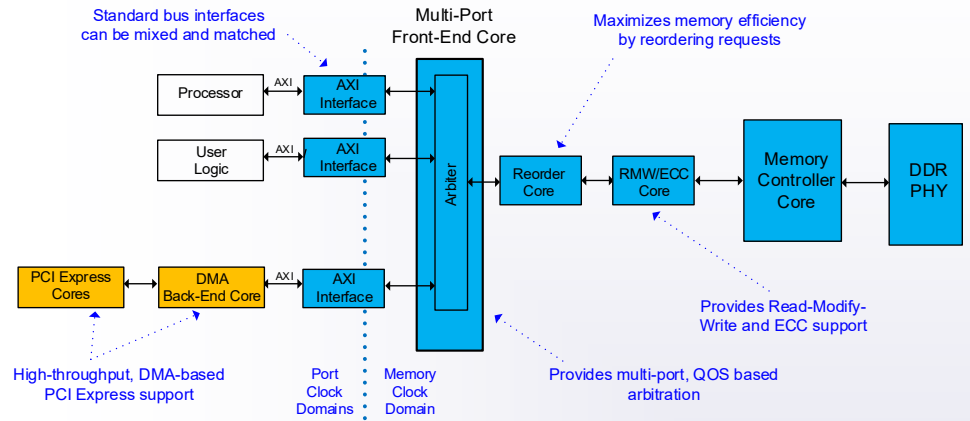 Standard bus interfaces
can be mixed and matched
Multi-Port
Front-End Core
Maximizes memory efficiency
by reordering requests
Processor
AXI
AXI
Interface
User
Logic
AXI
AXI
Interface
Arbiter
Reorder
Core
RMW/ECC
Core
Memory
Controller
Core
DDR
PHY
PCI Express
Cores
DMA
Back-End Core
AXI
AXI
Interface
Provides Read-Modify-
Write and ECC support
High-throughput, DMA-based
PCI Express support
Port
Clock
Domains
Memory
Clock
Domain
Provides multi-port, QOS based
arbitration